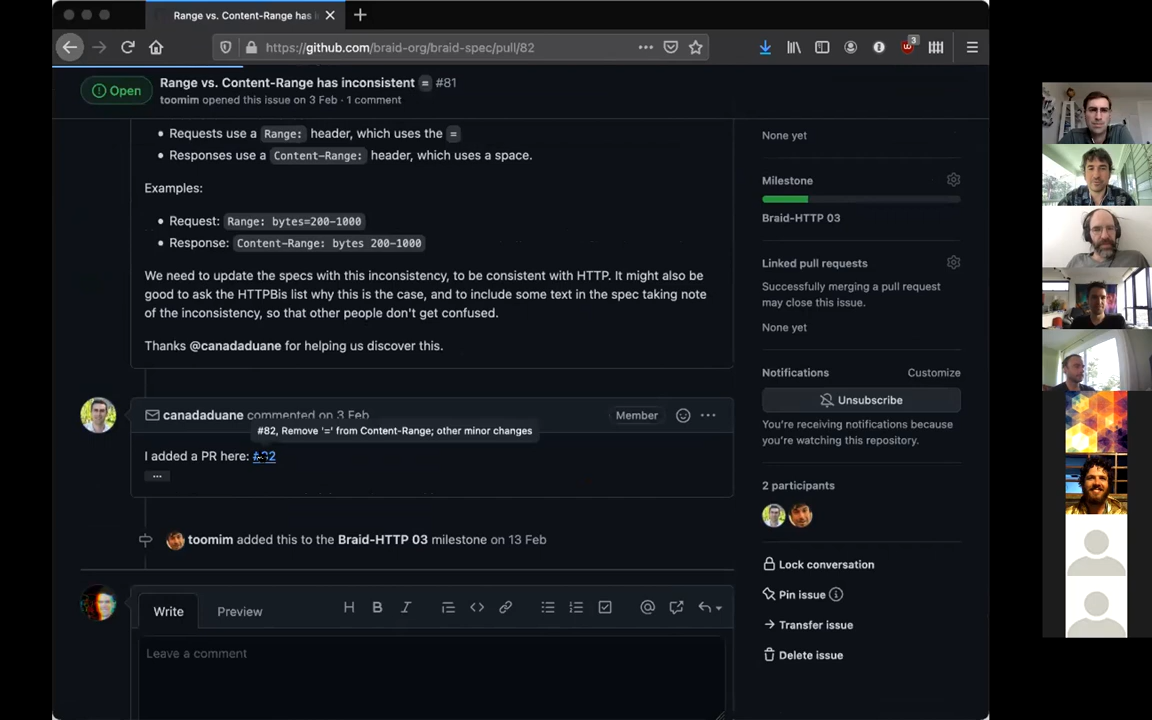 Range vs. Content-Range has i
https://github.com/braid-org/braid-spec/pull/82
3
Open
Range vs. Content-Range has inconsistent = #81
toomim opened this issue on 3 Feb · 1 comment
Requests use a Range: header, which uses the =
Responses use a Content-Range: header, which uses a space.
Examples:
Request: Range: bytes=200-1000
Response: Content-Range: bytes 200-1000
We need to update the specs with this inconsistency, to be consistent with HTTP. It might also be
good to ask the HTTPBis list why this is the case, and to include some text in the spec taking note
of the inconsistency, so that other people don't get confused.
Thanks @canadaduane for helping us discover this.
canadaduane commented on 3 Feb
Member
#82, Remove '=' from Content-Range; other minor changes
I added a PR here: #82
toomim added this to the Braid-HTTP 03 milestone on 13 Feb
Write
Preview
Leave a comment
None yet
Milestone
Braid-HTTP 03
Linked pull requests
Successfully merging a pull request
may close this issue.
None yet
Notifications
Customize
Unsubscribe
You're receiving notifications because
you're watching this repository.
2 participants
Lock conversation
Pin issue
Transfer issue
Delete issue